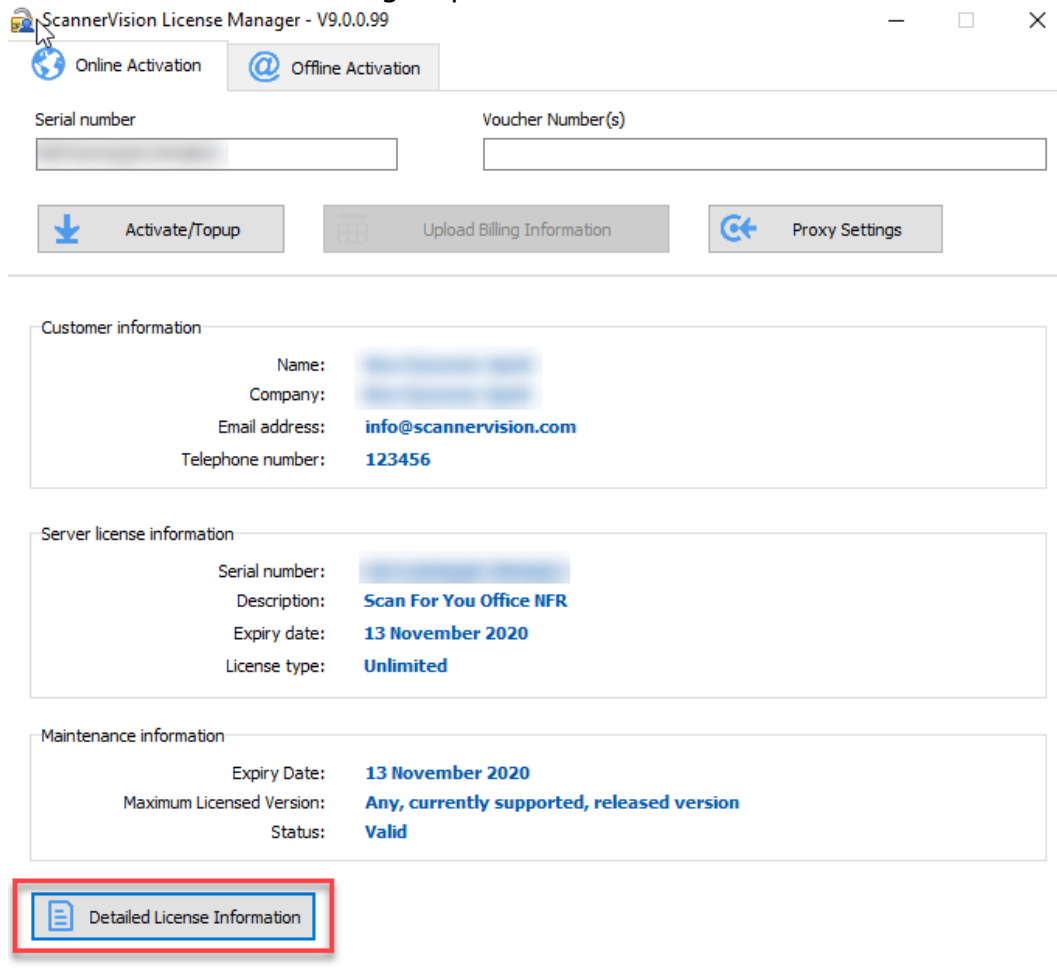 ScannerVision License Manager - V9.0.0.99
Online Activation
Offline Activation
Serial number
Voucher Number(s)
Activate/Topup
Upload Billing Information
Proxy Settings
Customer information
Name:
Company:
Email address: info@scannervision.com
Telephone number: 123456
Server license information
Serial number:
Description: Scan For You Office NFR
Expiry date: 13 November 2020
License type: Unlimited
Maintenance information
Expiry Date: 13 November 2020
Maximum Licensed Version: Any, currently supported, released version
Status: Valid
Detailed License Information